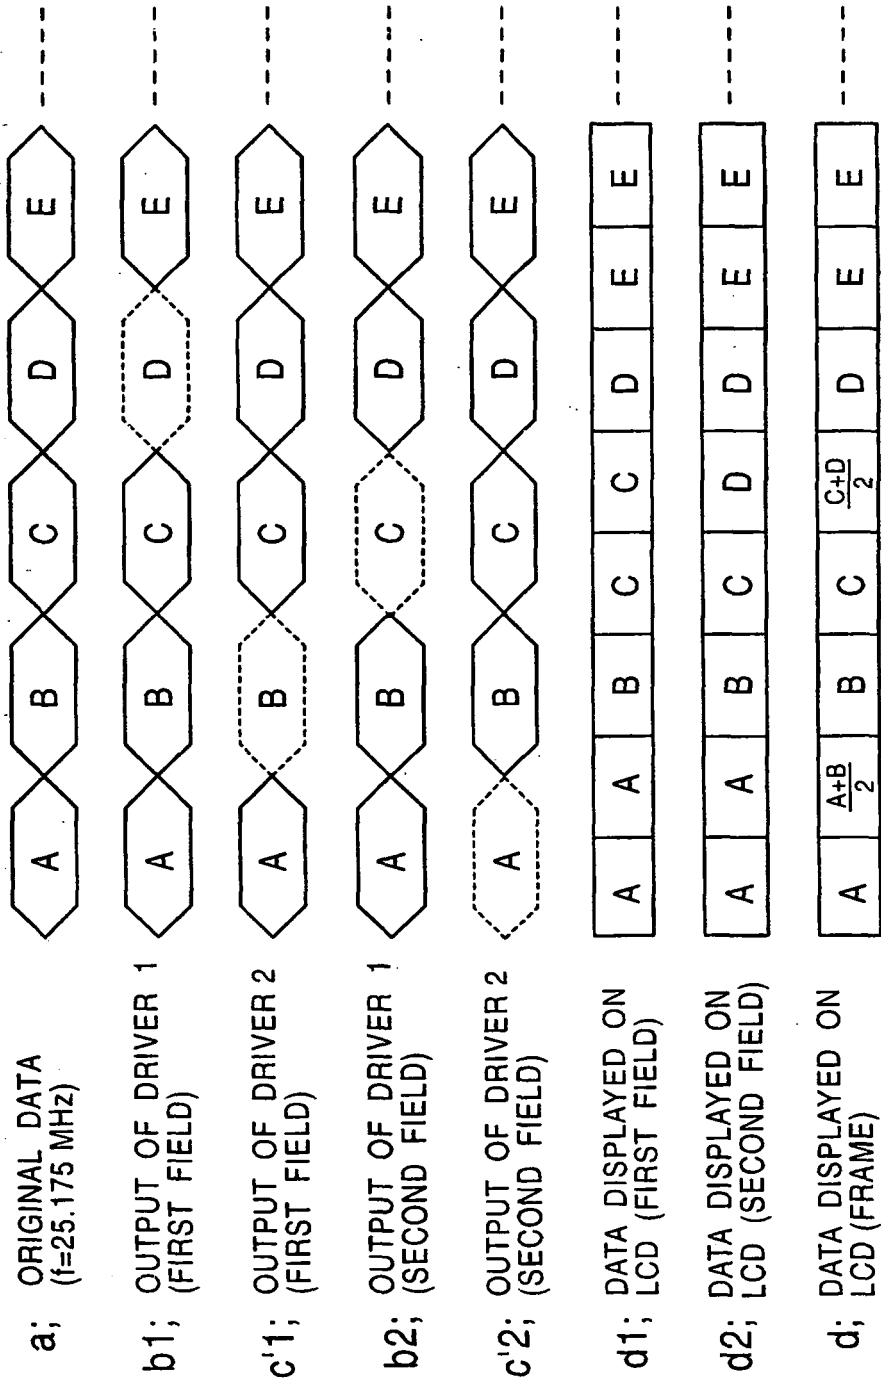 a; ORIGINAL DATA
(f=25.175 MHz)
A B C D E
b1; OUTPUT OF DRIVER 1
(FIRST FIELD)
A B C D E
c'1; OUTPUT OF DRIVER 2
(FIRST FIELD)
A B C D E
b2; OUTPUT OF DRIVER 1
(SECOND FIELD)
A B C D E
c'2; OUTPUT OF DRIVER 2
(SECOND FIELD)
A B C D E
d1; DATA DISPLAYED ON
LCD (FIRST FIELD)
A A B C C D E E
d2; DATA DISPLAYED ON
LCD (SECOND FIELD)
A A B C D D E E
d; DATA DISPLAYED ON
LCD (FRAME)
A A+B/2 B C C+D/2 D E E